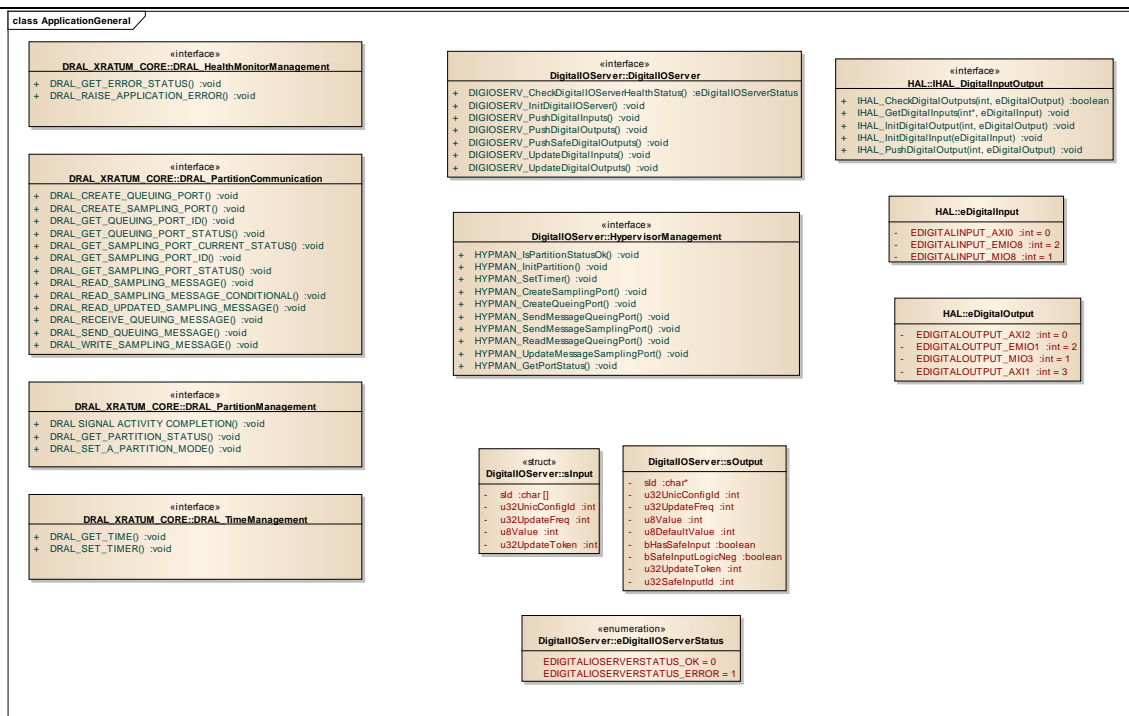 class ApplicationGeneral
«interface»
DRAL_XRATUM_CORE::DRAL_HealthMonitorManagement
+ DRAL_GET_ERROR_STATUS() :void
+ DRAL_RAISE_APPLICATION_ERROR() :void
«interface»
DRAL_XRATUM_CORE::DRAL_PartitionCommunication
+ DRAL_CREATE_QUEUING_PORT() :void
+ DRAL_CREATE_SAMPLING_PORT() :void
+ DRAL_GET_QUEUING_PORT_ID() :void
+ DRAL_GET_QUEUING_PORT_STATUS() :void
+ DRAL_GET_SAMPLING_PORT_CURRENT_STATUS() :void
+ DRAL_GET_SAMPLING_PORT_ID() :void
+ DRAL_GET_SAMPLING_PORT_STATUS() :void
+ DRAL_READ_SAMPLING_MESSAGE() :void
+ DRAL_READ_SAMPLING_MESSAGE_CONDITIONAL() :void
+ DRAL_READ_UPDATED_SAMPLING_MESSAGE() :void
+ DRAL_RECEIVE_QUEUING_MESSAGE() :void
+ DRAL_SEND_QUEUING_MESSAGE() :void
+ DRAL_WRITE_SAMPLING_MESSAGE() :void
«interface»
DRAL_XRATUM_CORE::DRAL_PartitionManagement
+ DRAL SIGNAL ACTIVITY COMPLETION() :void
+ DRAL_GET_PARTITION_STATUS() :void
+ DRAL_SET_A_PARTITION_MODE() :void
«interface»
DRAL_XRATUM_CORE::DRAL_TimeManagement
+ DRAL_GET_TIME() :void
+ DRAL_SET_TIMER() :void
«interface»
DigitalIOServer::DigitalIOServer
+ DIGIOSERV_CheckDigitalIOServerHealthStatus() :eDigitalIOServerStatus
+ DIGIOSERV_InitDigitalIOServer() :void
+ DIGIOSERV_PushDigitalInputs() :void
+ DIGIOSERV_PushDigitalOutputs() :void
+ DIGIOSERV_PushSafeDigitalOutputs() :void
+ DIGIOSERV_UpdateDigitalInputs() :void
+ DIGIOSERV_UpdateDigitalOutputs() :void
«interface»
DigitalIOServer::HypervisorManagement
+ HYPMAN_IsPartitionStatusOk() :void
+ HYPMAN_InitPartition() :void
+ HYPMAN_SetTimer() :void
+ HYPMAN_CreateSamplingPort() :void
+ HYPMAN_CreateQueingPort() :void
+ HYPMAN_SendMessageQueingPort() :void
+ HYPMAN_SendMessageSamplingPort() :void
+ HYPMAN_ReadMessageQueingPort() :void
+ HYPMAN_UpdateMessageSamplingPort() :void
+ HYPMAN_GetPortStatus() :void
«struct»
DigitalIOServer::sInput
- sId :char []
- u32UnicConfigId :int
- u32UpdateFreq :int
- u8Value :int
- u32UpdateToken :int
DigitalIOServer::sOutput
- sId :char*
- u32UnicConfigId :int
- u32UpdateFreq :int
- u8Value :int
- u8DefaultValue :int
- bHasSafeInput :boolean
- bSafeInputLogicNeg :boolean
- u32UpdateToken :int
- u32SafeInputId :int
«enumeration»
DigitalIOServer::eDigitalIOServerStatus
EDIGITALIOSERVERSTATUS_OK = 0
EDIGITALIOSERVERSTATUS_ERROR = 1
«interface»
HAL::IHAL_DigitalInputOutput
+ IHAL_CheckDigitalOutputs(int, eDigitalOutput) :boolean
+ IHAL_GetDigitalInputs(int*, eDigitalInput) :void
+ IHAL_InitDigitalOutput(int, eDigitalOutput) :void
+ IHAL_InitDigitalInput(eDigitalInput) :void
+ IHAL_PushDigitalOutput(int, eDigitalOutput) :void
HAL::eDigitalInput
- EDIGITALINPUT_AXI0 :int = 0
- EDIGITALINPUT_EMIO8 :int = 2
- EDIGITALINPUT_MIO8 :int = 1
HAL::eDigitalOutput
- EDIGITALOUTPUT_AXI2 :int = 0
- EDIGITALOUTPUT_EMIO1 :int = 2
- EDIGITALOUTPUT_MIO3 :int = 1
- EDIGITALOUTPUT_AXI1 :int = 3